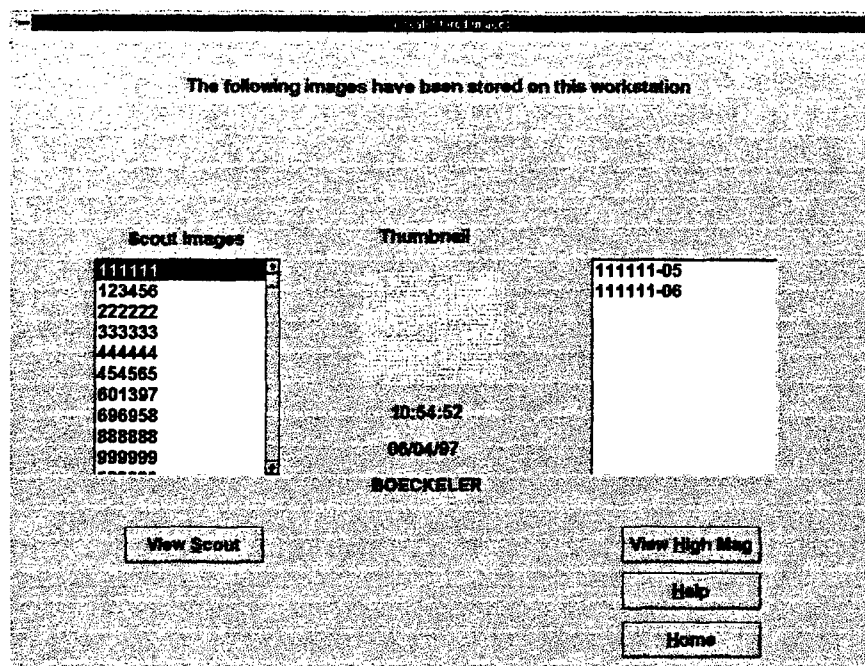 The following images have been stored on this workstation
Scout Images
Thumbnail
111111
123456
222222
333333
444444
454565
601397
696958
888888
999999
10:54:52
06/04/97
BOECKELER
111111-05
111111-06
View Scout
View High Mag
Help
Home